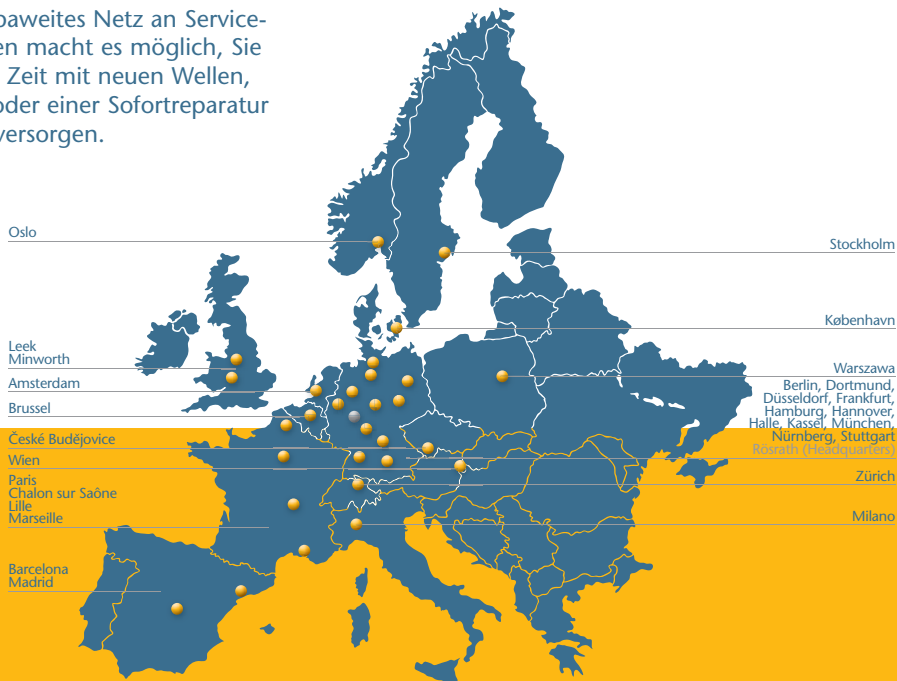 paweites Netz an Service-
en macht es möglich, Sie
Zeit mit neuen Wellen,
oder einer Sofortreparatur
versorgen.
Oslo
Stockholm
København
Leek
Minworth
Warszawa
Amsterdam
Berlin, Dortmund,
Düsseldorf, Frankfurt,
Hamburg, Hannover,
Halle, Kassel, München,
Nürnberg, Stuttgart
Rösrath (Headquarters)
Brussel
České Budějovice
Wien
Zürich
Paris
Chalon sur Saône
Lille
Marseille
Milano
Barcelona
Madrid